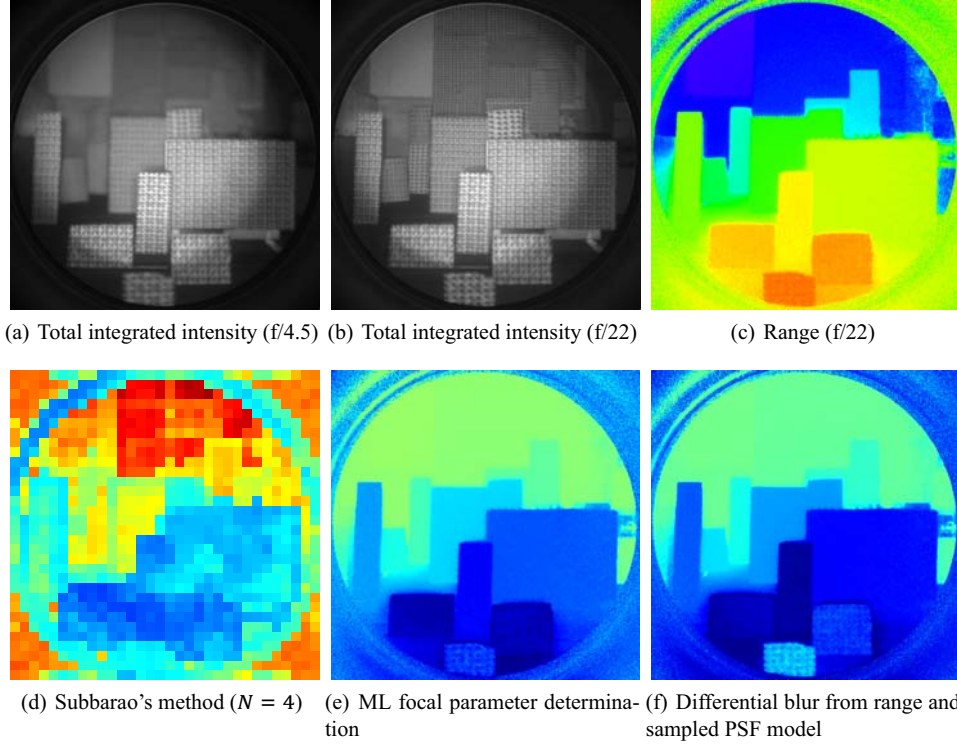 (a) Total integrated intensity (f/4.5)
(b) Total integrated intensity (f/22)
(c) Range (f/22)
(d) Subbarao's method (N = 4)
(e) ML focal parameter determina-
tion
(f) Differential blur from range and
sampled PSF model